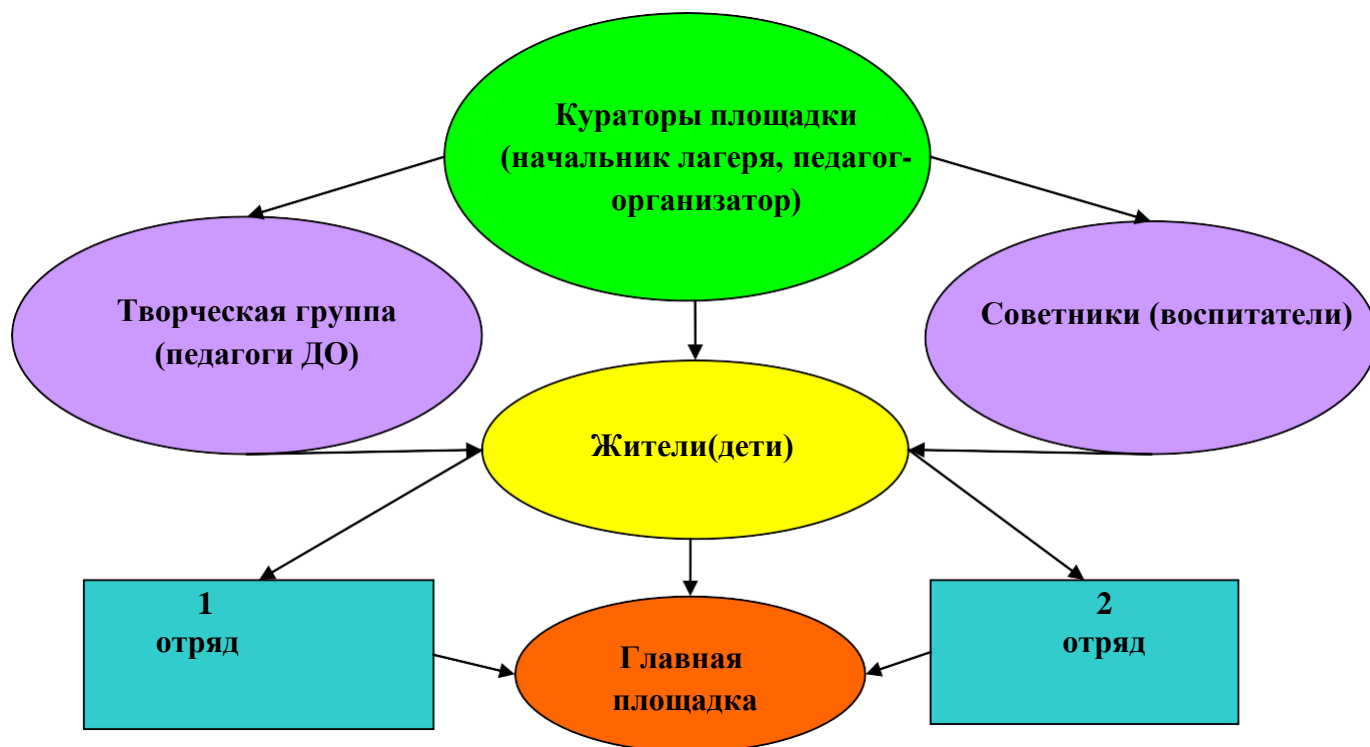 Кураторы площадки
(начальник лагеря, педагог-
организатор)
Творческая группа
(педагоги ДО)
Советники (воспитатели)
Жители(дети)
1
отряд
2
отряд
Главная
площадка